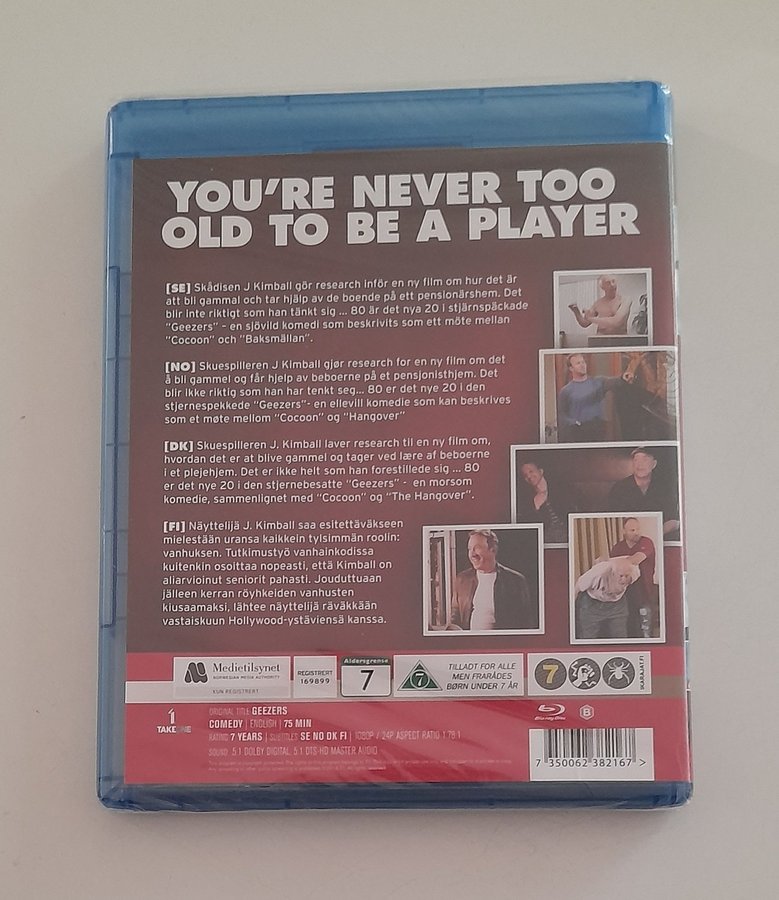 YOU'RE NEVER TOO
OLD TO BE A PLAYER
[SE] Skådisen J Kimball gör research inför en ny film om hur det är
att bli gammal och tar hjälp av de boende på ett pensionärshem. Det
blir inte riktigt som han tänkt sig ... 80 är det nya 20 i stjärnspäckade
"Geezers" – en sjövild komedi som beskrivits som ett möte mellan
"Cocoon" och "Baksmällan".
[NO] Skuespilleren J Kimball gjør research for en ny film om det
å bli gammel og får hjelp av beboerne på et pensjonisthjem. Det
blir ikke riktig som han har tenkt seg... 80 er det nye 20 i den
stjernespekkede "Geezers"- en ellevill komedie som kan beskrives
som et møte mellom "Cocoon" og "Hangover"
[DK] Skuespilleren J. Kimball laver research til en ny film om,
hvordan det er at blive gammel og tager ved lære af beboerne
i et plejehjem. Det er ikke helt som han forestillede sig ... 80
er det nye 20 i den stjernebesatte "Geezers" - en morsom
komedie, sammenlignet med "Cocoon" og "The Hangover".
[FI] Näyttelijä J. Kimball saa esitettäväkseen
mielestään uransa kaikkein tylsimmän roolin:
vanhuksen. Tutkimustyö vanhainkodissa
kuitenkin osoittaa nopeasti, että Kimball on
aliarvioinut seniorit pahasti. Jouduttuaan
jälleen kerran röyhkeiden vanhusten
kiusaamaksi, lähtee näyttelijä räväkkään
vastaiskuun Hollywood-ystäviensä kanssa.
Medietilsynet
NORWEGIAN MEDIA AUTHORITY
KUN REGISTRERT
REGISTRERT
169899
Aldersgrense
7
7
TILLADT FOR ALLE
MEN FRARÅDES
BØRN UNDER 7 ÅR
7
IKARAJAT.FI
1
TAKEONE
ORIGINAL TITLE GEEZERS
COMEDY | ENGLISH | 75 MIN
RATING 7 YEARS | SUBTITLES SE NO DK FI | 1080P / 24P ASPECT RATIO 1.78:1
SOUND 5.1 DOLBY DIGITAL, 5.1 DTS-HD MASTER AUDIO
Blu-ray Disc
B
7 350062 382167 >